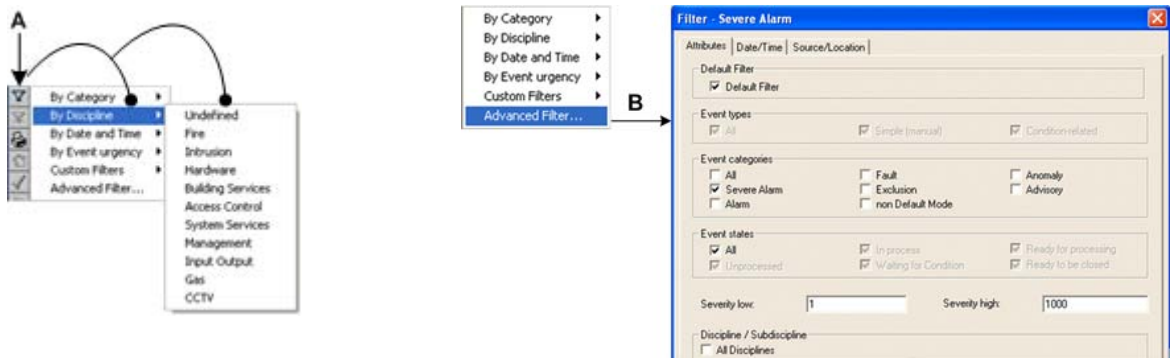 A
By Category
By Discipline
By Date and Time
By Event urgency
Custom Filters
Advanced Filter...
Undefined
Fire
Intrusion
Hardware
Building Services
Access Control
System Services
Management
Input Output
Gas
CCTV
By Category
By Discipline
By Date and Time
By Event urgency
Custom Filters
Advanced Filter...
B
Filter - Severe Alarm
Attributes Date/Time Source/Location
Default Filter
Default Filter
Event types
All Simple (manual) Condition-related
Event categories
All Fault Anomaly
Severe Alarm Exclusion Advisory
Alarm non Default Mode
Event states
All In process Ready for processing
Unprocessed Waiting for Condition Ready to be closed
Severity low: 1 Severity high: 1000
Discipline / Subdiscipline
All Disciplines